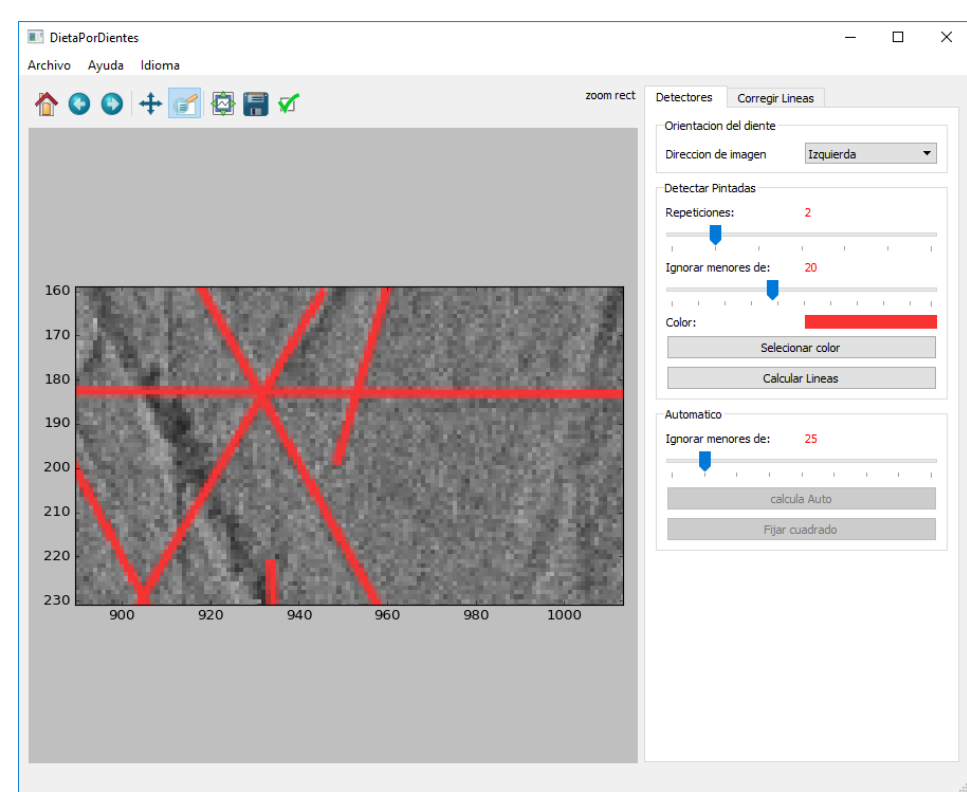 DietaPorDientes
Archivo Ayuda Idioma
zoom rect
Detectores Corregir Lineas
Orientacion del diente
Direccion de imagen Izquierda
Detectar Pintadas
Repeticiones: 2
Ignorar menores de: 20
Color:
Selecionar color
Calcular Lineas
Automatico
Ignorar menores de: 25
calcula Auto
Fijar cuadrado
160
170
180
190
200
210
220
230
900 920 940 960 980 1000